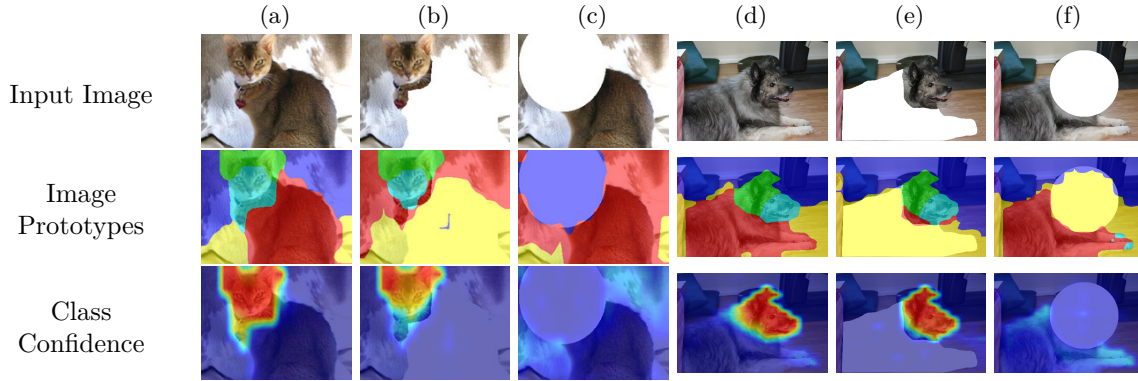 (a) (b) (c) (d) (e) (f)
Input Image
Image
Prototypes
Class
Confidence